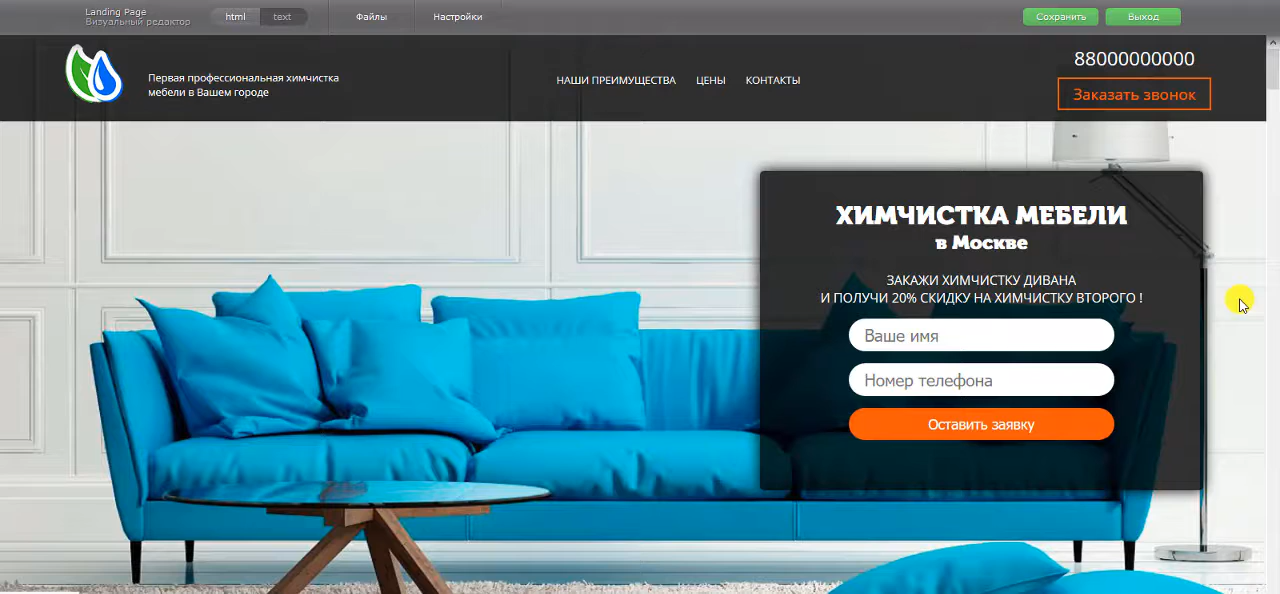 Landing Page
Визуальный редактор
html text
Файлы
Настройки
Сохранить
Выход
Первая профессиональная химчистка
мебели в Вашем городе
НАШИ ПРЕИМУЩЕСТВА
ЦЕНЫ
КОНТАКТЫ
88000000000
Заказать звонок
ХИМЧИСТКА МЕБЕЛИ
в Москве
ЗАКАЖИ ХИМЧИСТКУ ДИВАНА
И ПОЛУЧИ 20% СКИДКУ НА ХИМЧИСТКУ ВТОРОГО !
Ваше имя
Номер телефона
Оставить заявку